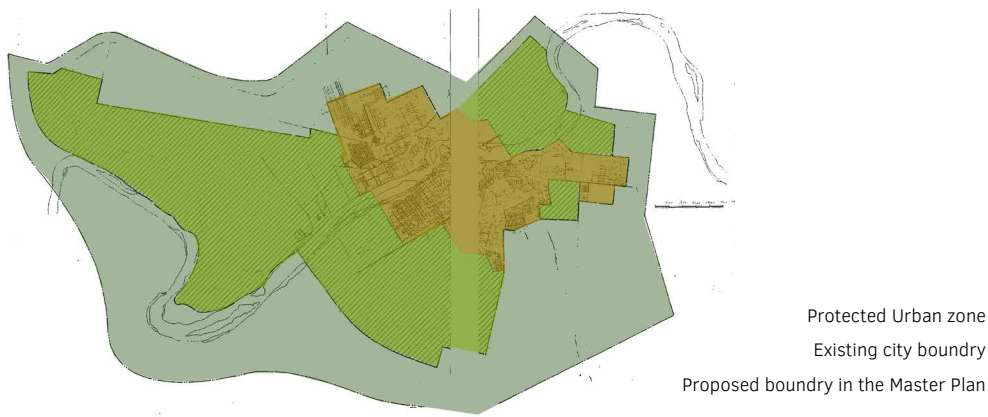 Protected Urban zone
Existing city boundry
Proposed boundry in the Master Plan